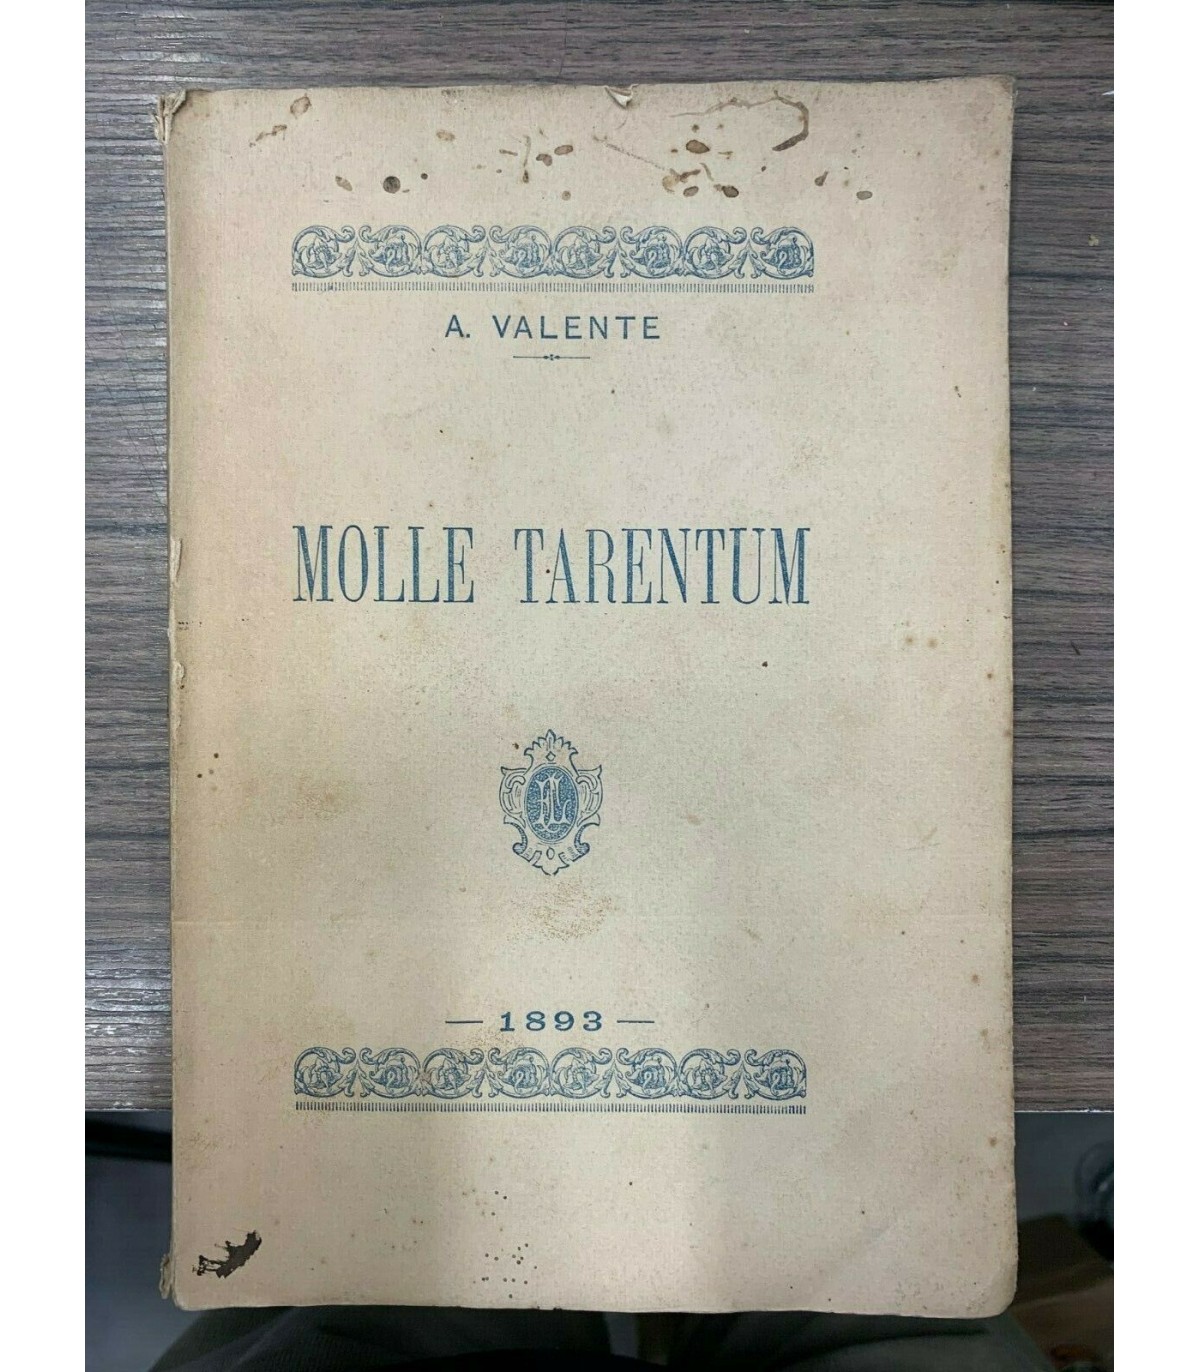 A. VALENTE
MOLLE TARENTUM
— 1893 —